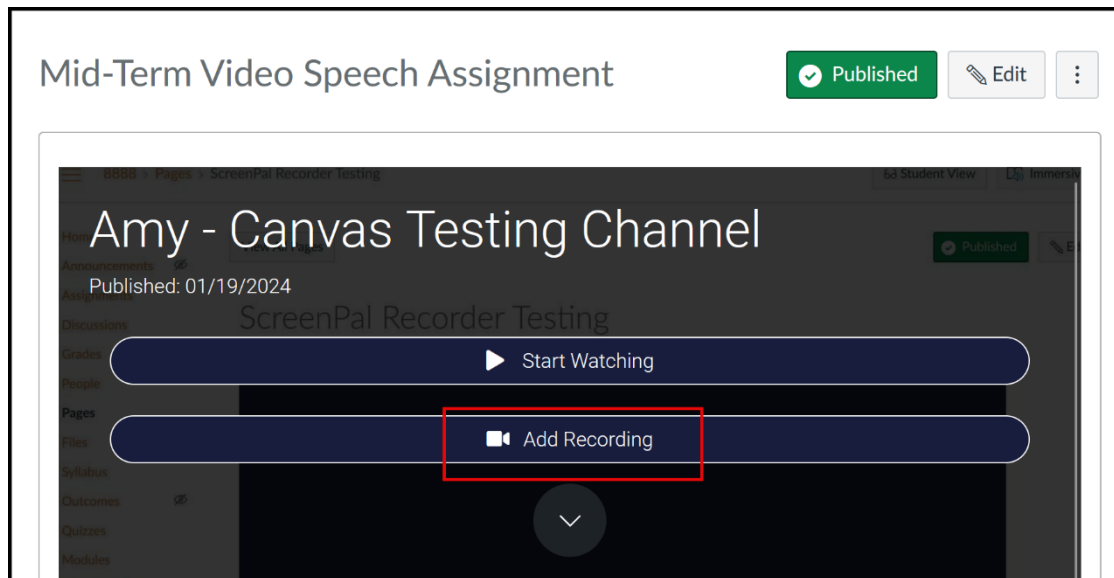 Mid-Term Video Speech Assignment
Published
Edit
8888 > Pages > ScreenPal Recorder Testing
Student View
Immersiv
Amy - Canvas Testing Channel
Published: 01/19/2024
Home
Announcements
Published
Assignments
Discussions
ScreenPal Recorder Testing
Grades
Start Watching
People
Pages
Add Recording
Files
Syllabus
Outcomes
Quizzes
Modules